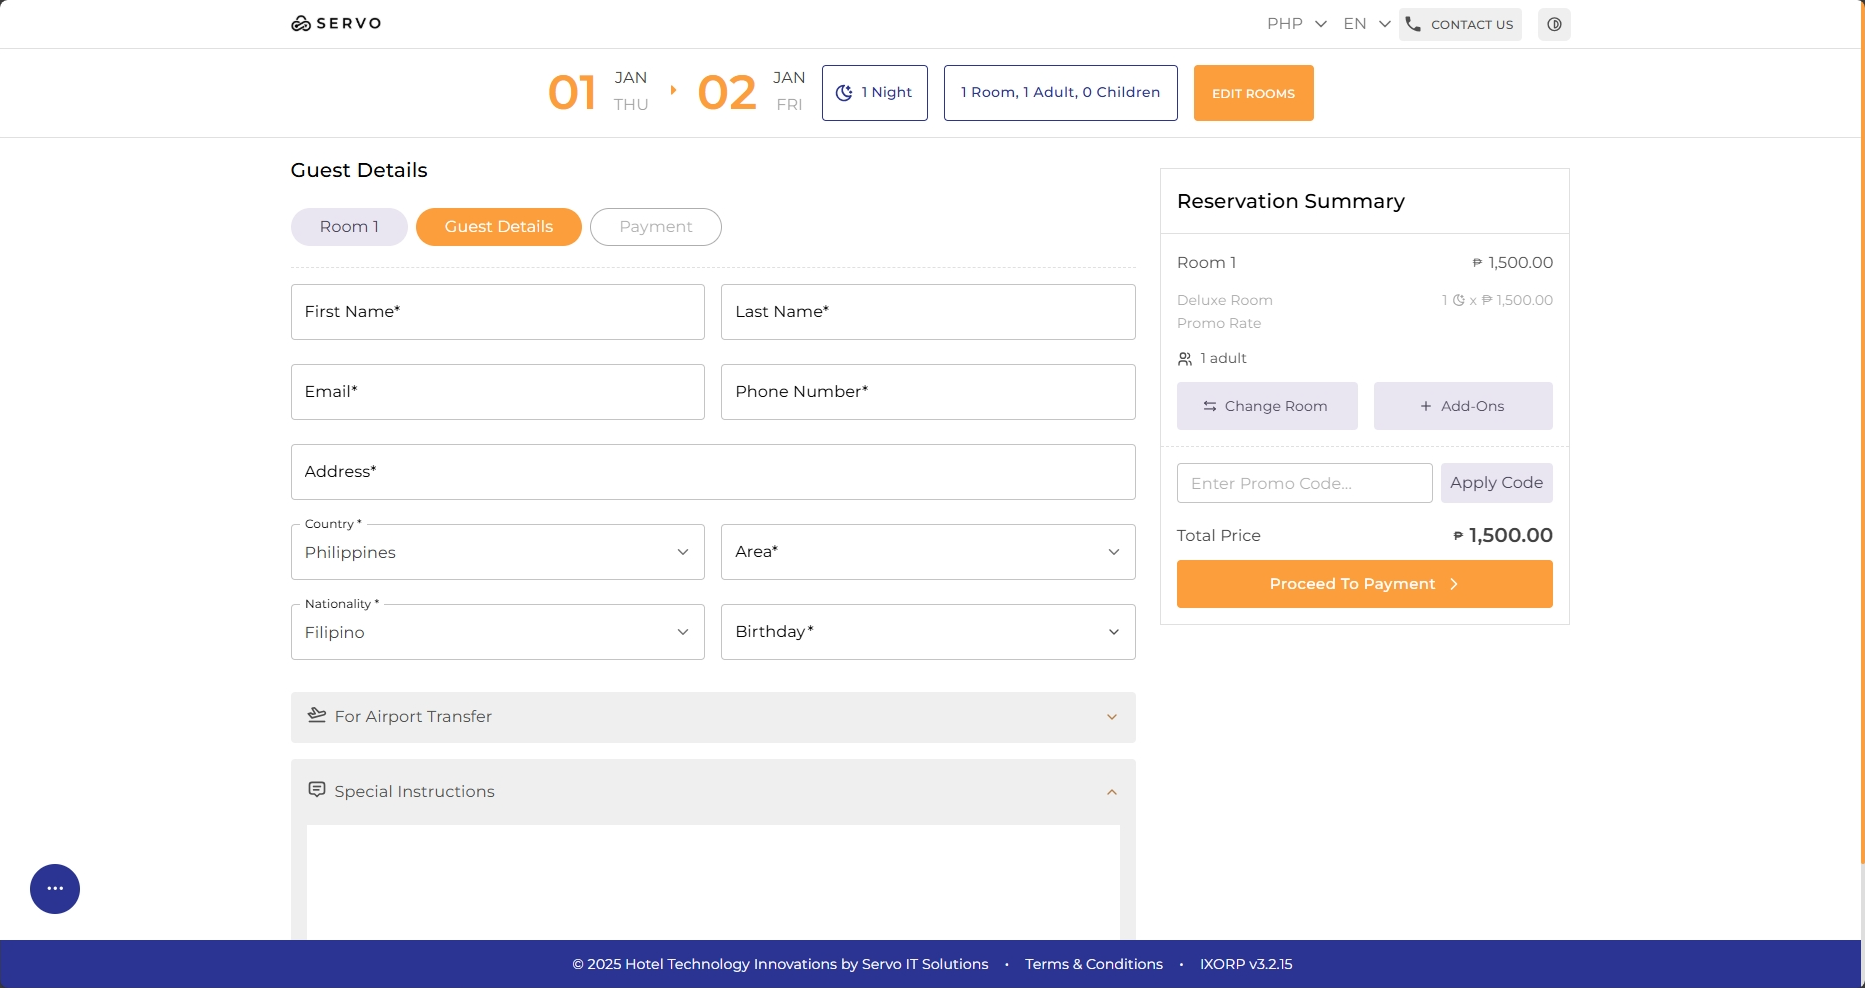 SERVO
PHP EN CONTACT US
01 JAN THU 02 JAN FRI 1 Night 1 Room, 1 Adult, 0 Children EDIT ROOMS
Guest Details
Room 1 Guest Details Payment
First Name* Last Name*
Email* Phone Number*
Address*
Country *
Philippines Area*
Nationality *
Filipino Birthday*
For Airport Transfer
Special Instructions
Reservation Summary
Room 1 ₱ 1,500.00
Deluxe Room 1 x ₱ 1,500.00
Promo Rate
1 adult
Change Room + Add-Ons
Enter Promo Code... Apply Code
Total Price ₱ 1,500.00
Proceed To Payment
© 2025 Hotel Technology Innovations by Servo IT Solutions • Terms & Conditions • IXORP v3.2.15